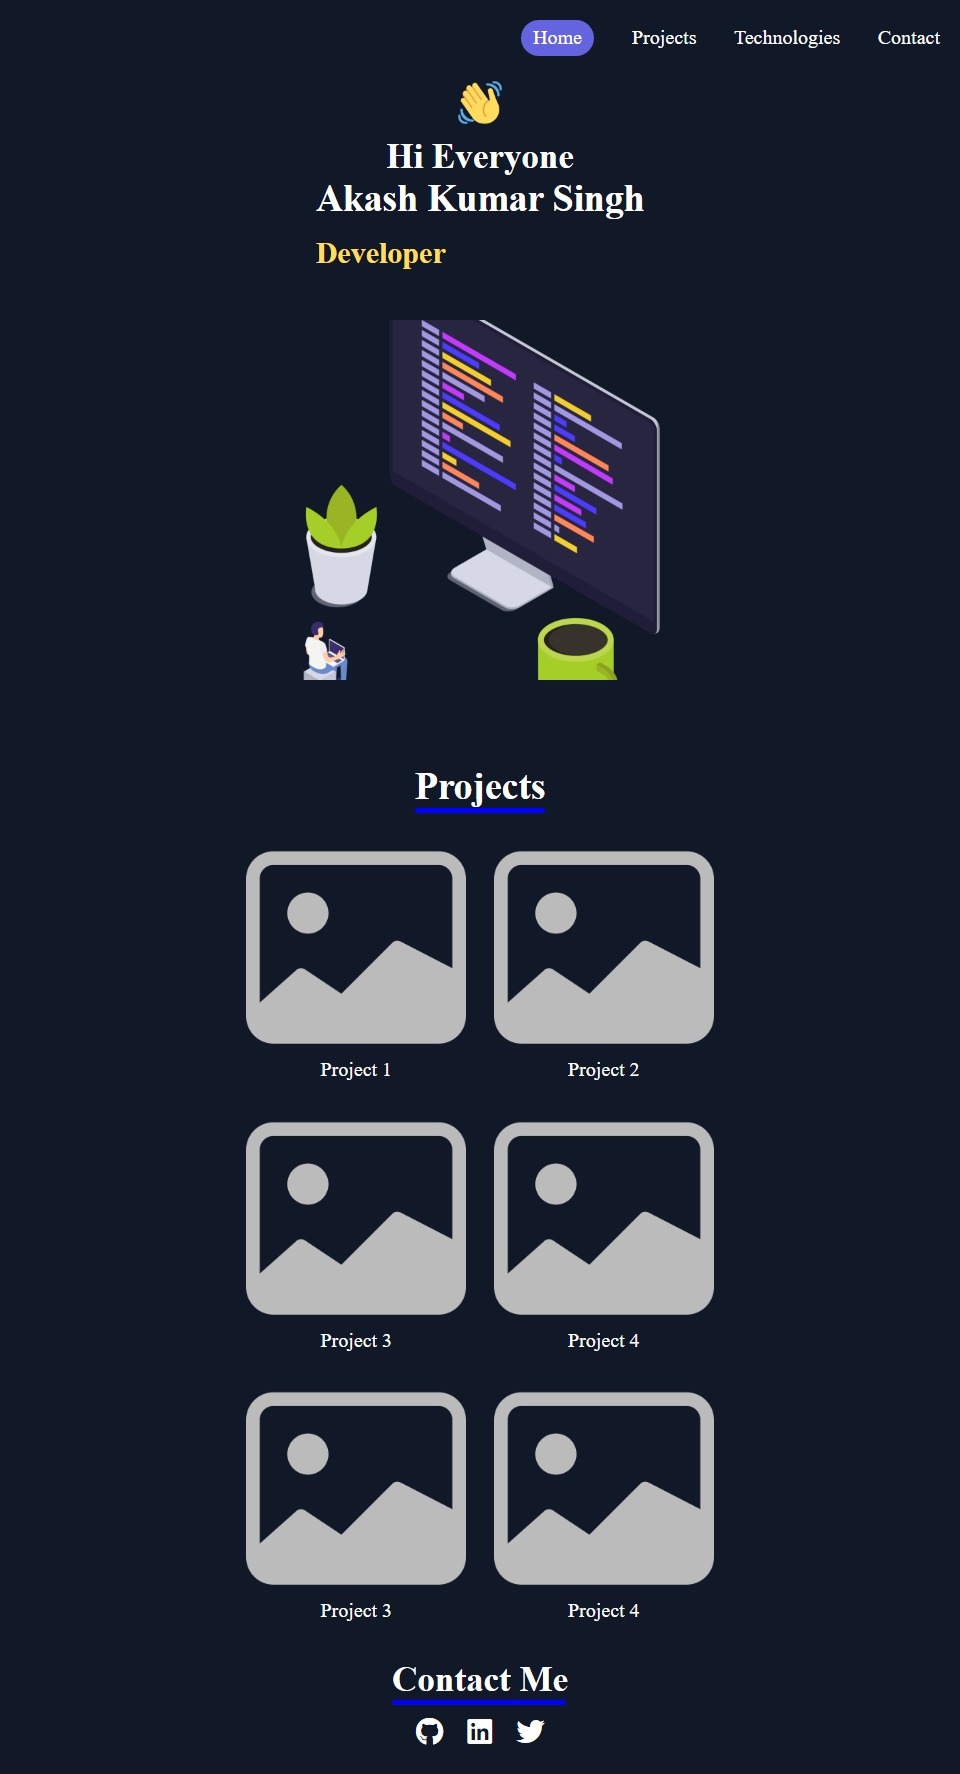 Home Projects Technologies Contact
Hi Everyone
Akash Kumar Singh
Developer
Projects
Project 1 Project 2
Project 3 Project 4
Project 3 Project 4
Contact Me
in